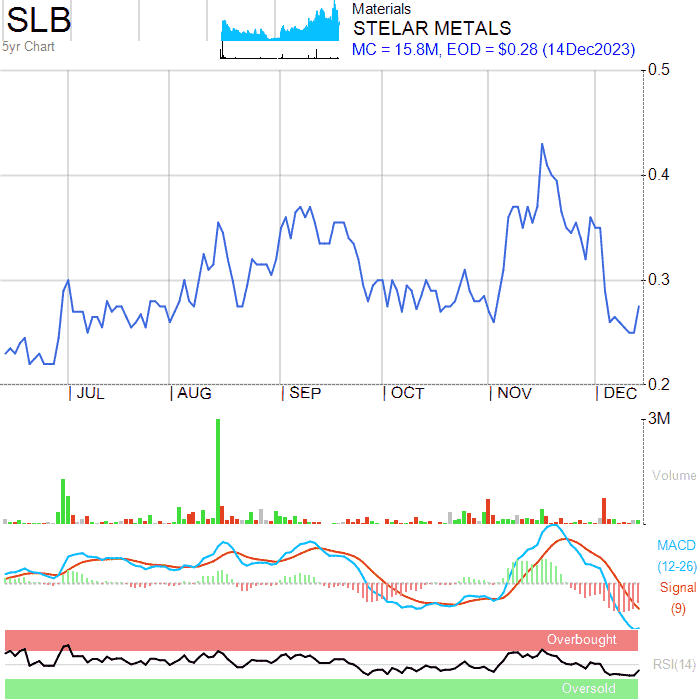 SLB
5yr Chart
Materials
STELAR METALS
MC = 15.8M, EOD = $0.28 (14Dec2023)
0.5
0.4
0.3
0.2
JUL AUG SEP OCT NOV DEC
3M
Volume
MACD
(12-26)
Signal
(9)
Overbought
RSI(14)
Oversold